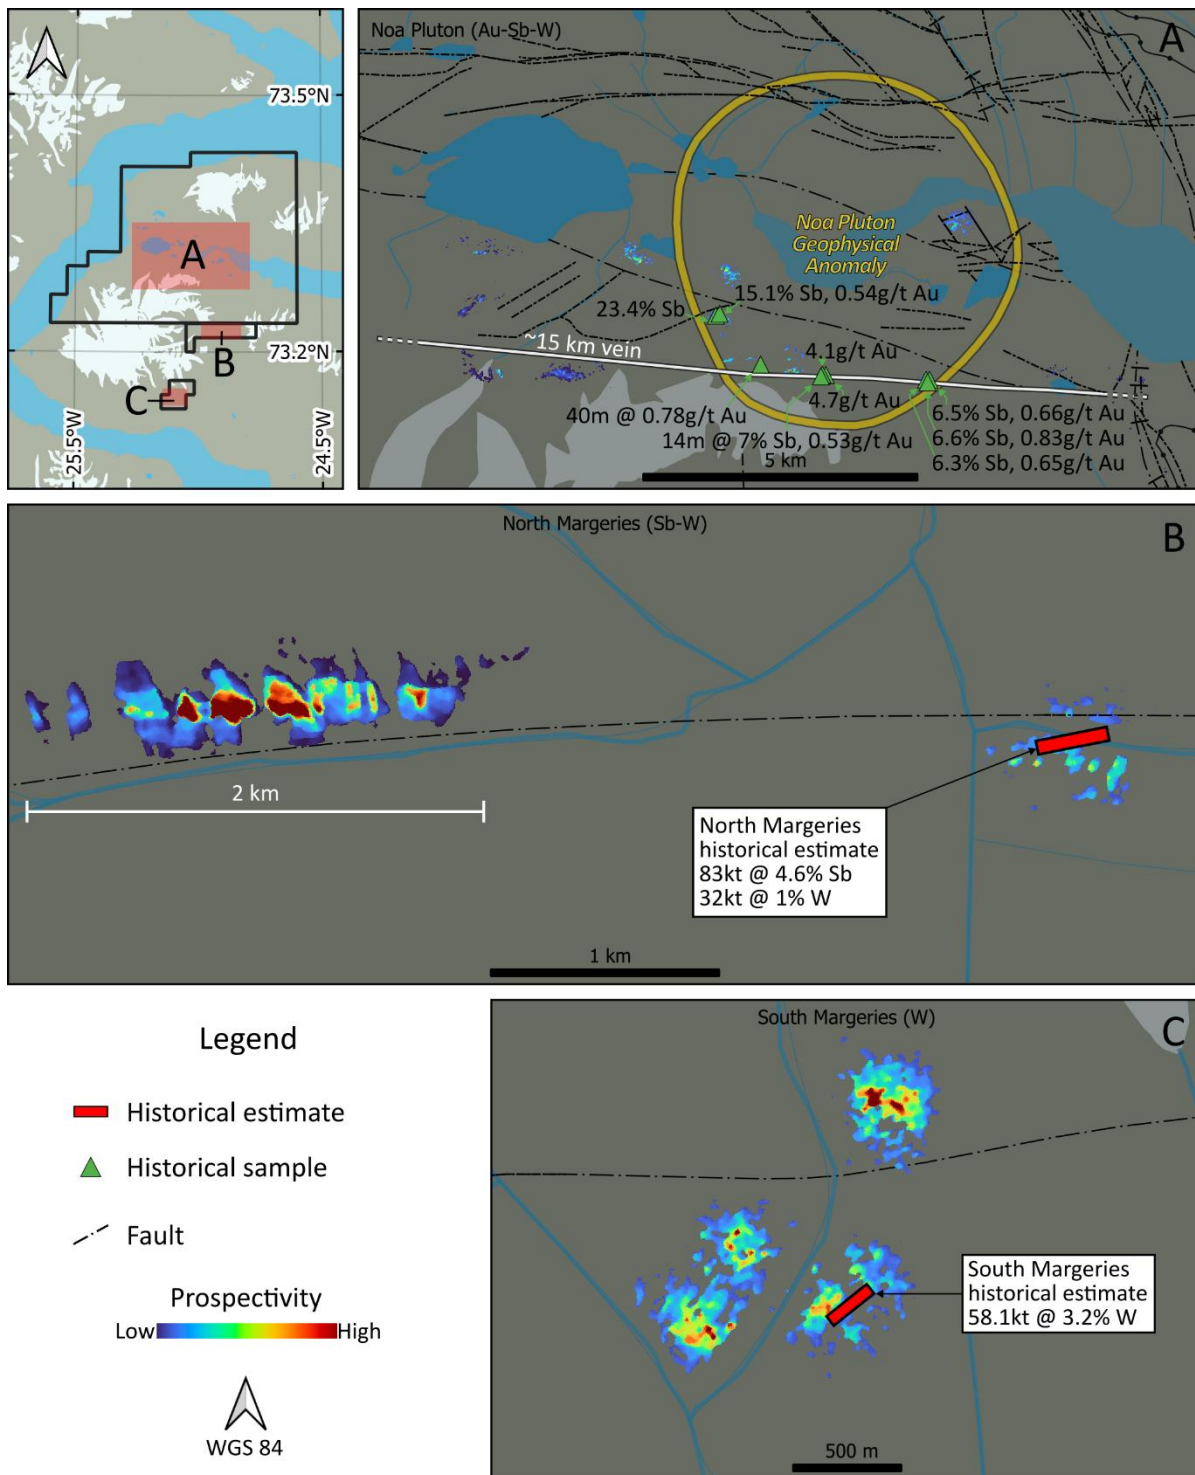 73.5°N
A
B
73.2°N
C
25.5°W
24.5°W
Noa Pluton (Au-Sb-W)
A
Noa Pluton
Geophysical
Anomaly
23.4% Sb
15.1% Sb, 0.54g/t Au
~15 km vein
4.1g/t Au
4.7g/t Au
40m @ 0.78g/t Au
14m @ 7% Sb, 0.53g/t Au
6.5% Sb, 0.66g/t Au
6.6% Sb, 0.83g/t Au
6.3% Sb, 0.65g/t Au
5 km
North Margeries (Sb-W)
B
2 km
North Margeries
historical estimate
83kt @ 4.6% Sb
32kt @ 1% W
1 km
South Margeries (W)
C
South Margeries
historical estimate
58.1kt @ 3.2% W
500 m
Legend
Historical estimate
Historical sample
Fault
Prospectivity
Low High
WGS 84